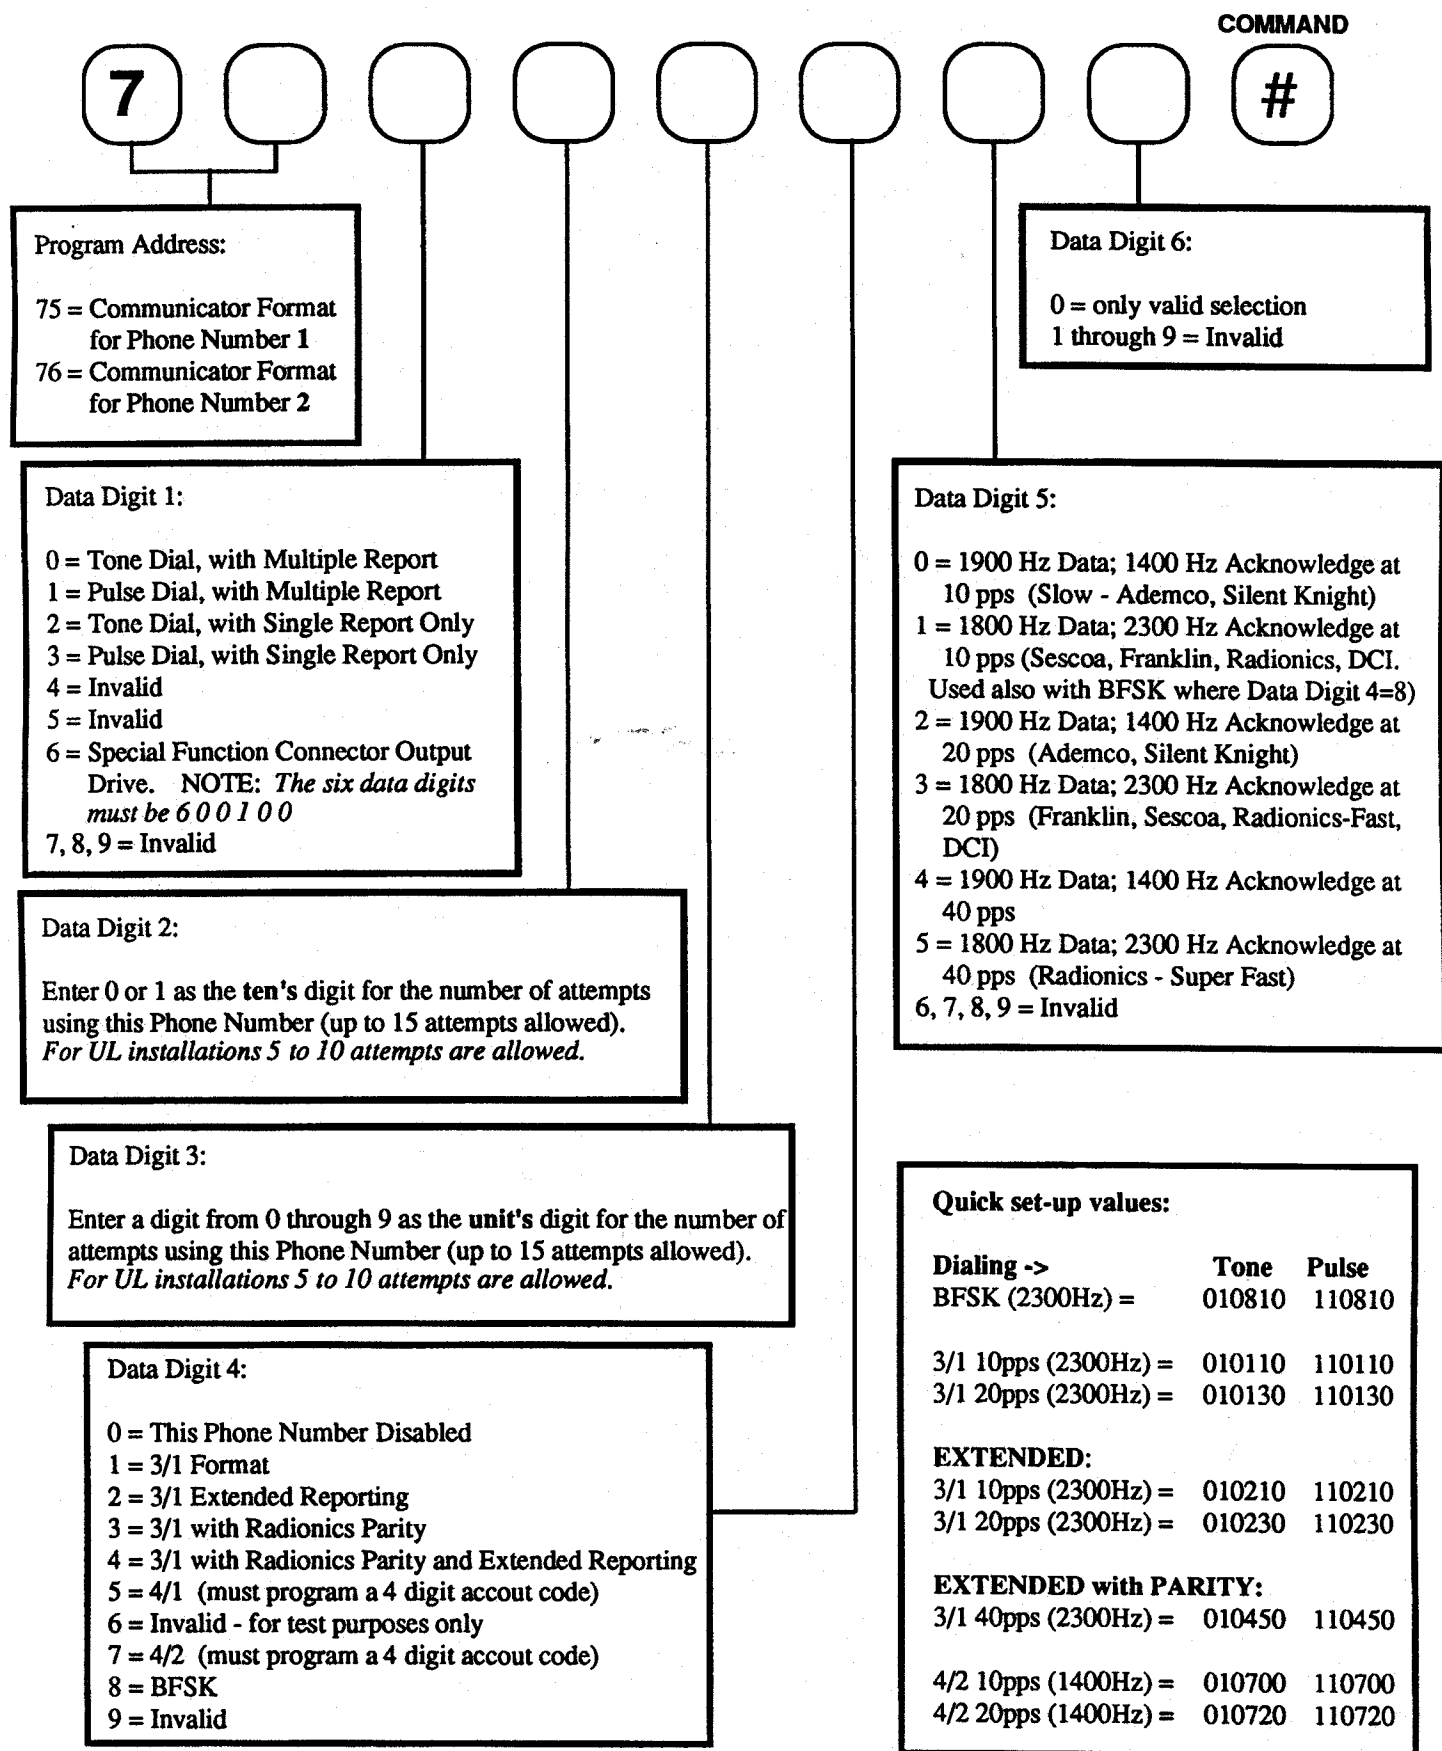 COMMAND
7 #
Program Address:
75 = Communicator Format
for Phone Number 1
76 = Communicator Format
for Phone Number 2
Data Digit 6:
0 = only valid selection
1 through 9 = Invalid
Data Digit 1:
0 = Tone Dial, with Multiple Report
1 = Pulse Dial, with Multiple Report
2 = Tone Dial, with Single Report Only
3 = Pulse Dial, with Single Report Only
4 = Invalid
5 = Invalid
6 = Special Function Connector Output
Drive. NOTE: The six data digits
must be 6 0 0 1 0 0
7, 8, 9 = Invalid
Data Digit 5:
0 = 1900 Hz Data; 1400 Hz Acknowledge at
10 pps (Slow - Ademco, Silent Knight)
1 = 1800 Hz Data; 2300 Hz Acknowledge at
10 pps (Sescoa, Franklin, Radionics, DCI.
Used also with BFSK where Data Digit 4=8)
2 = 1900 Hz Data; 1400 Hz Acknowledge at
20 pps (Ademco, Silent Knight)
3 = 1800 Hz Data; 2300 Hz Acknowledge at
20 pps (Franklin, Sescoa, Radionics-Fast,
DCI)
4 = 1900 Hz Data; 1400 Hz Acknowledge at
40 pps
5 = 1800 Hz Data; 2300 Hz Acknowledge at
40 pps (Radionics - Super Fast)
6, 7, 8, 9 = Invalid
Data Digit 2:
Enter 0 or 1 as the ten's digit for the number of attempts
using this Phone Number (up to 15 attempts allowed).
For UL installations 5 to 10 attempts are allowed.
Data Digit 3:
Enter a digit from 0 through 9 as the unit's digit for the number of
attempts using this Phone Number (up to 15 attempts allowed).
For UL installations 5 to 10 attempts are allowed.
Data Digit 4:
0 = This Phone Number Disabled
1 = 3/1 Format
2 = 3/1 Extended Reporting
3 = 3/1 with Radionics Parity
4 = 3/1 with Radionics Parity and Extended Reporting
5 = 4/1 (must program a 4 digit accout code)
6 = Invalid - for test purposes only
7 = 4/2 (must program a 4 digit accout code)
8 = BFSK
9 = Invalid
Quick set-up values:
Dialing -> Tone Pulse
BFSK (2300Hz) = 010810 110810
3/1 10pps (2300Hz) = 010110 110110
3/1 20pps (2300Hz) = 010130 110130
EXTENDED:
3/1 10pps (2300Hz) = 010210 110210
3/1 20pps (2300Hz) = 010230 110230
EXTENDED with PARITY:
3/1 40pps (2300Hz) = 010450 110450
4/2 10pps (1400Hz) = 010700 110700
4/2 20pps (1400Hz) = 010720 110720